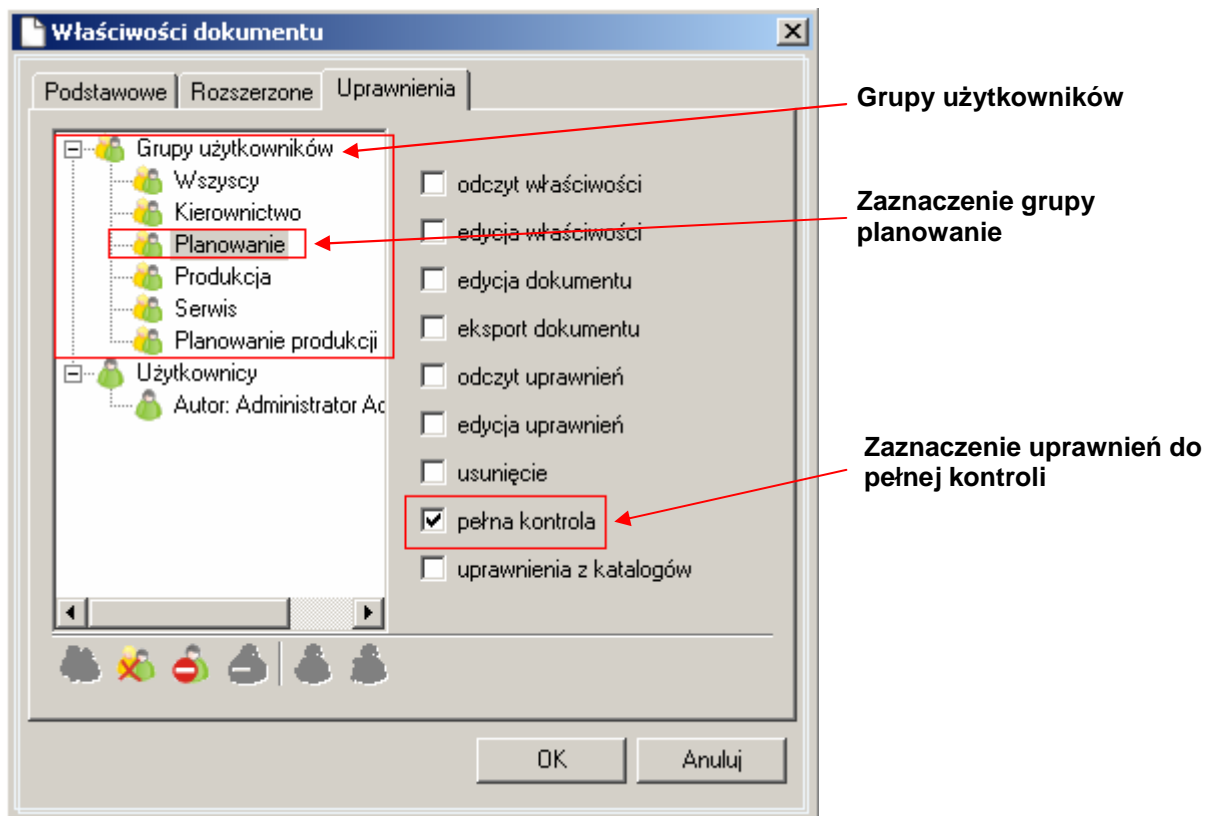 Właściwości dokumentu
Podstawowe
Rozszerzone
Uprawnienia
Grupy użytkowników
Wszyscy
Kierownictwo
Planowanie
Produkcja
Serwis
Planowanie produkcji
Użytkownicy
Autor: Administrator Ac
odczyt właściwości
edycja właściwości
edycja dokumentu
eksport dokumentu
odczyt uprawnień
edycja uprawnień
usunięcie
pełna kontrola
uprawnienia z katalogów
OK
Anuluj
Grupy użytkowników
Zaznaczenie grupy
planowanie
Zaznaczenie uprawnień do
pełnej kontroli